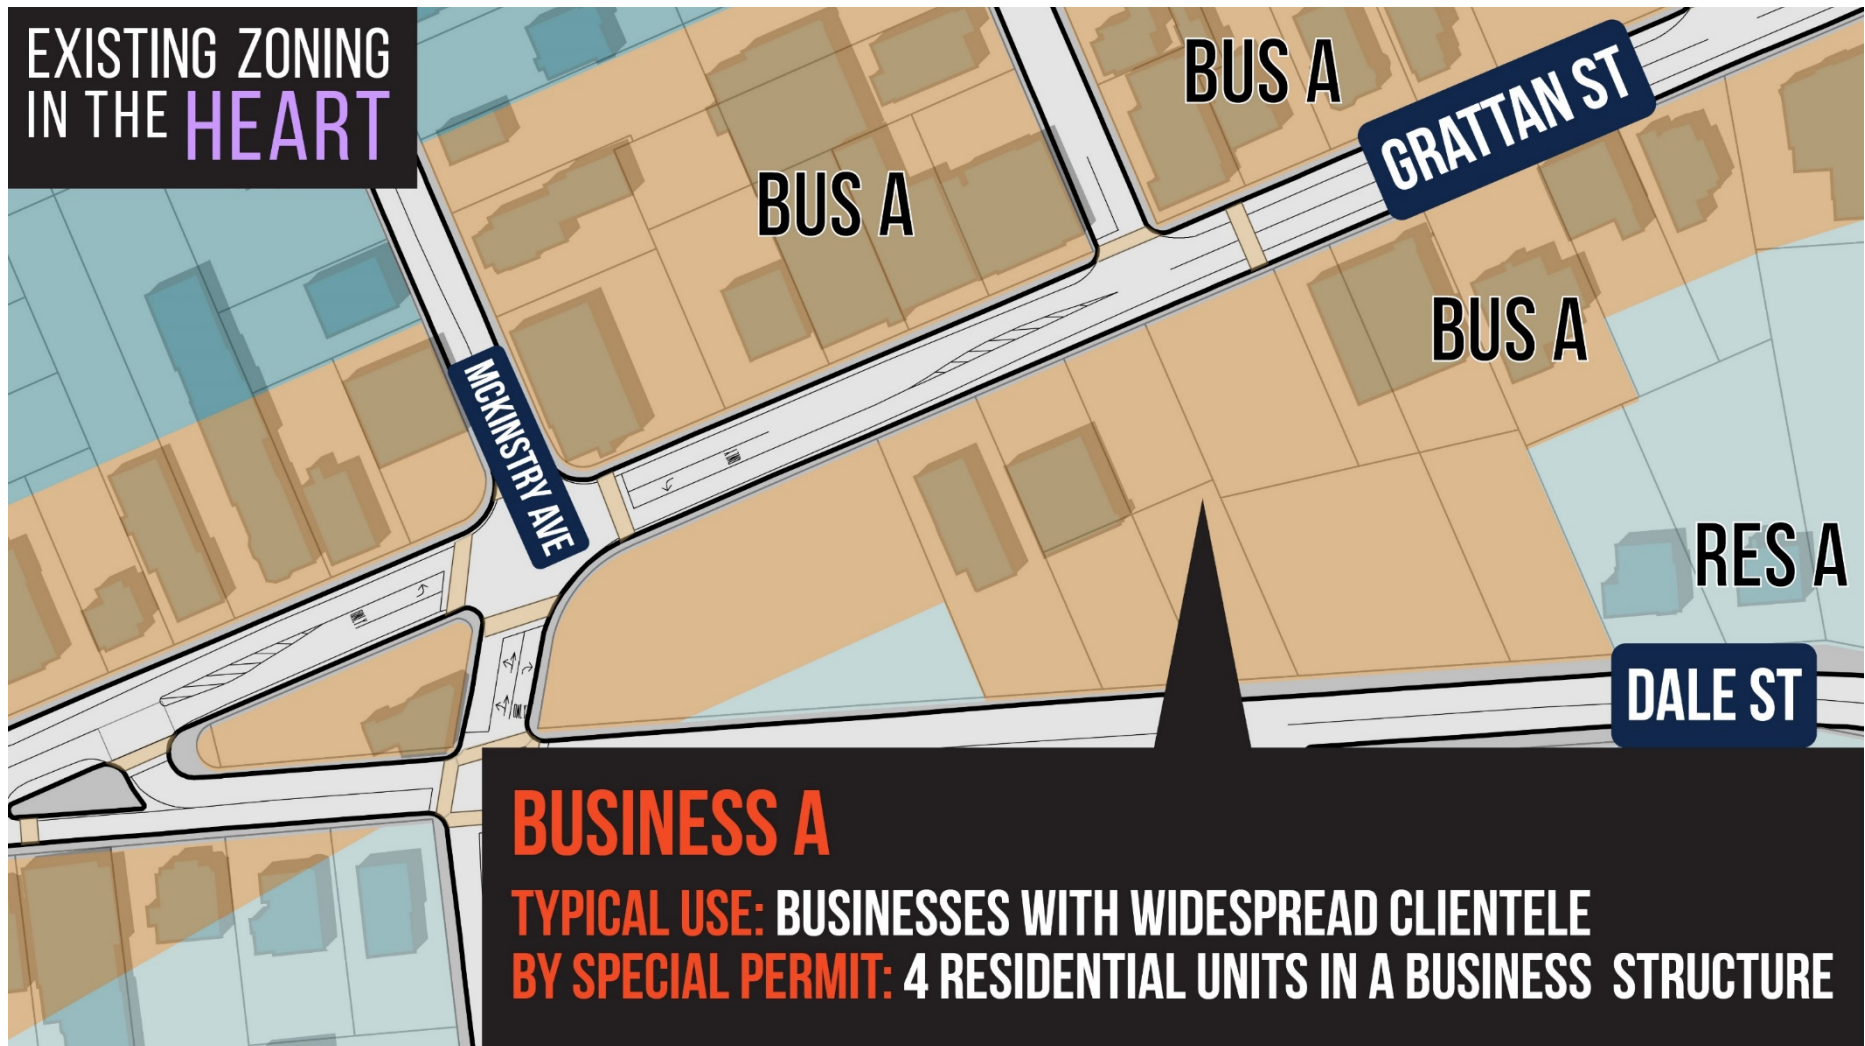 EXISTING ZONING
IN THE HEART
BUS A
GRATTAN ST
BUS A
BUS A
MCKINSTRY AVE
RES A
DALE ST
BUSINESS A
TYPICAL USE: BUSINESSES WITH WIDESPREAD CLIENTELE
BY SPECIAL PERMIT: 4 RESIDENTIAL UNITS IN A BUSINESS STRUCTURE